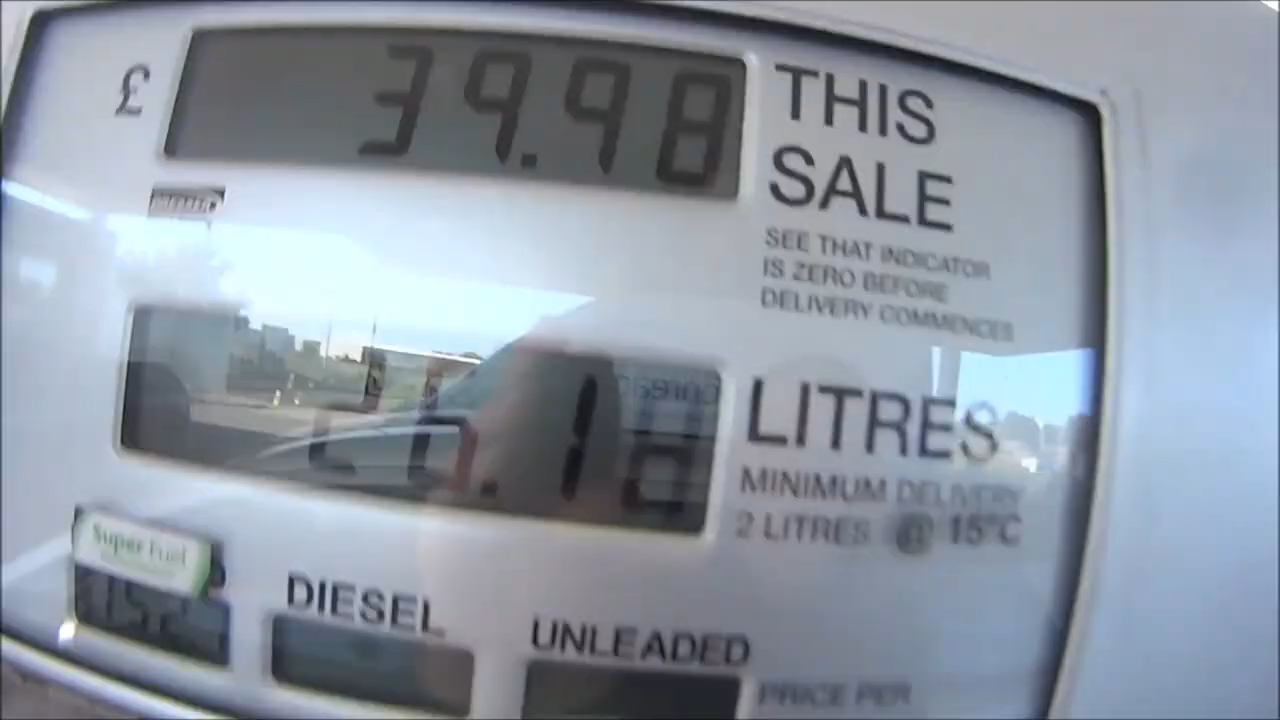 £ 39.98
THIS
SALE
SEE THAT INDICATOR
IS ZERO BEFORE
DELIVERY COMMENCES
LITRES
MINIMUM DELIVERY
2 LITRES @ 15°C
Super Fuel
DIESEL
UNLEADED
PRICE PER